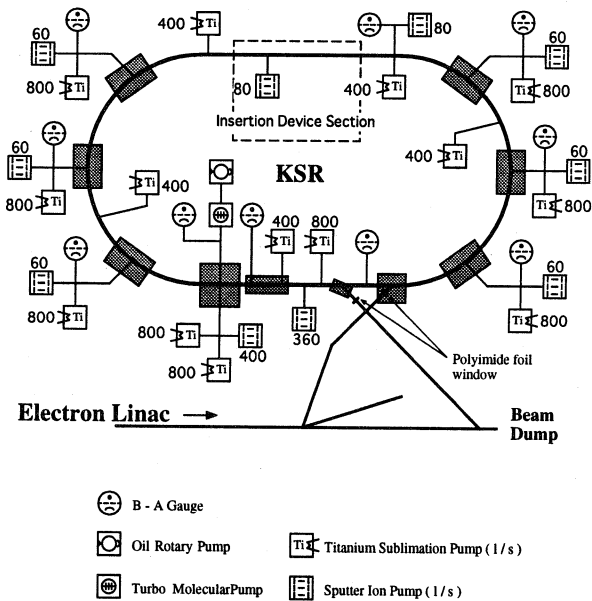 400 Ti
80
60
60
800 Ti
80
400 Ti
Ti 800
Insertion Device Section
60
400 Ti
60
KSR
Ti 400
800 Ti
800 Ti
400
800
Ti
Ti
60
60
800 Ti
Ti 800
800 Ti
400
360
800 Ti
Polyimide foil
window
Electron Linac
Beam
Dump
B - A Gauge
Oil Rotary Pump
Ti Titanium Sublimation Pump ( l / s )
Turbo MolecularPump
Sputter Ion Pump ( l / s )